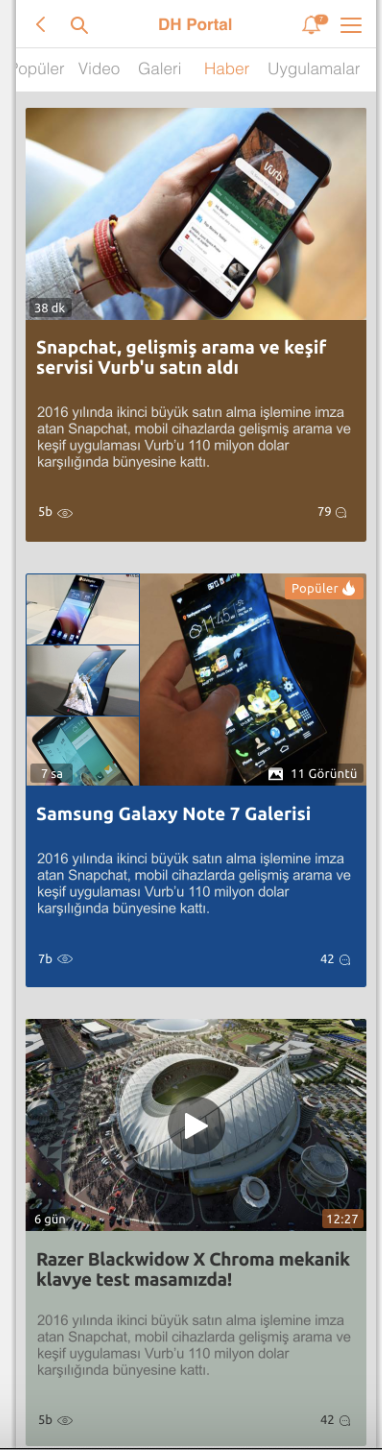 DH Portal
Popüler Video Galeri Haber Uygulamalar
Vurb
38 dk
Snapchat, gelişmiş arama ve keşif
servisi Vurb'u satın aldı
2016 yılında ikinci büyük satın alma işlemine imza
atan Snapchat, mobil cihazlarda gelişmiş arama ve
keşif uygulaması Vurb'u 110 milyon dolar
karşılığında bünyesine kattı.
5b 79
Popüler
7 sa 11 Görüntü
Samsung Galaxy Note 7 Galerisi
2016 yılında ikinci büyük satın alma işlemine imza
atan Snapchat, mobil cihazlarda gelişmiş arama ve
keşif uygulaması Vurb'u 110 milyon dolar
karşılığında bünyesine kattı.
7b 42
6 gün 12:27
Razer Blackwidow X Chroma mekanik
klavye test masamızda!
2016 yılında ikinci büyük satın alma işlemine imza
atan Snapchat, mobil cihazlarda gelişmiş arama ve
keşif uygulaması Vurb'u 110 milyon dolar
karşılığında bünyesine kattı.
5b 42